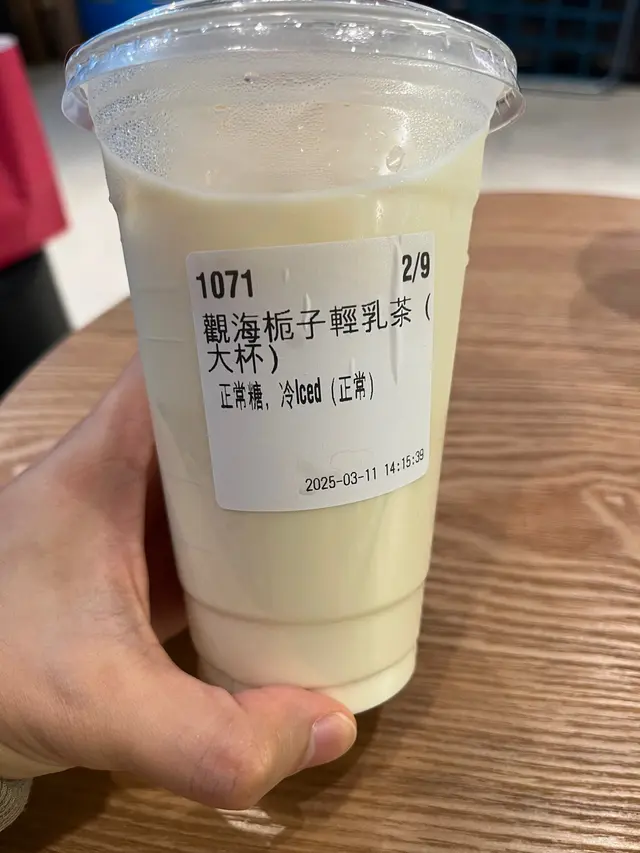 1071 2/9
觀海栀子輕乳茶（
大杯）
正常糖, 冷Iced (正常)
2025-03-11 14:15:39